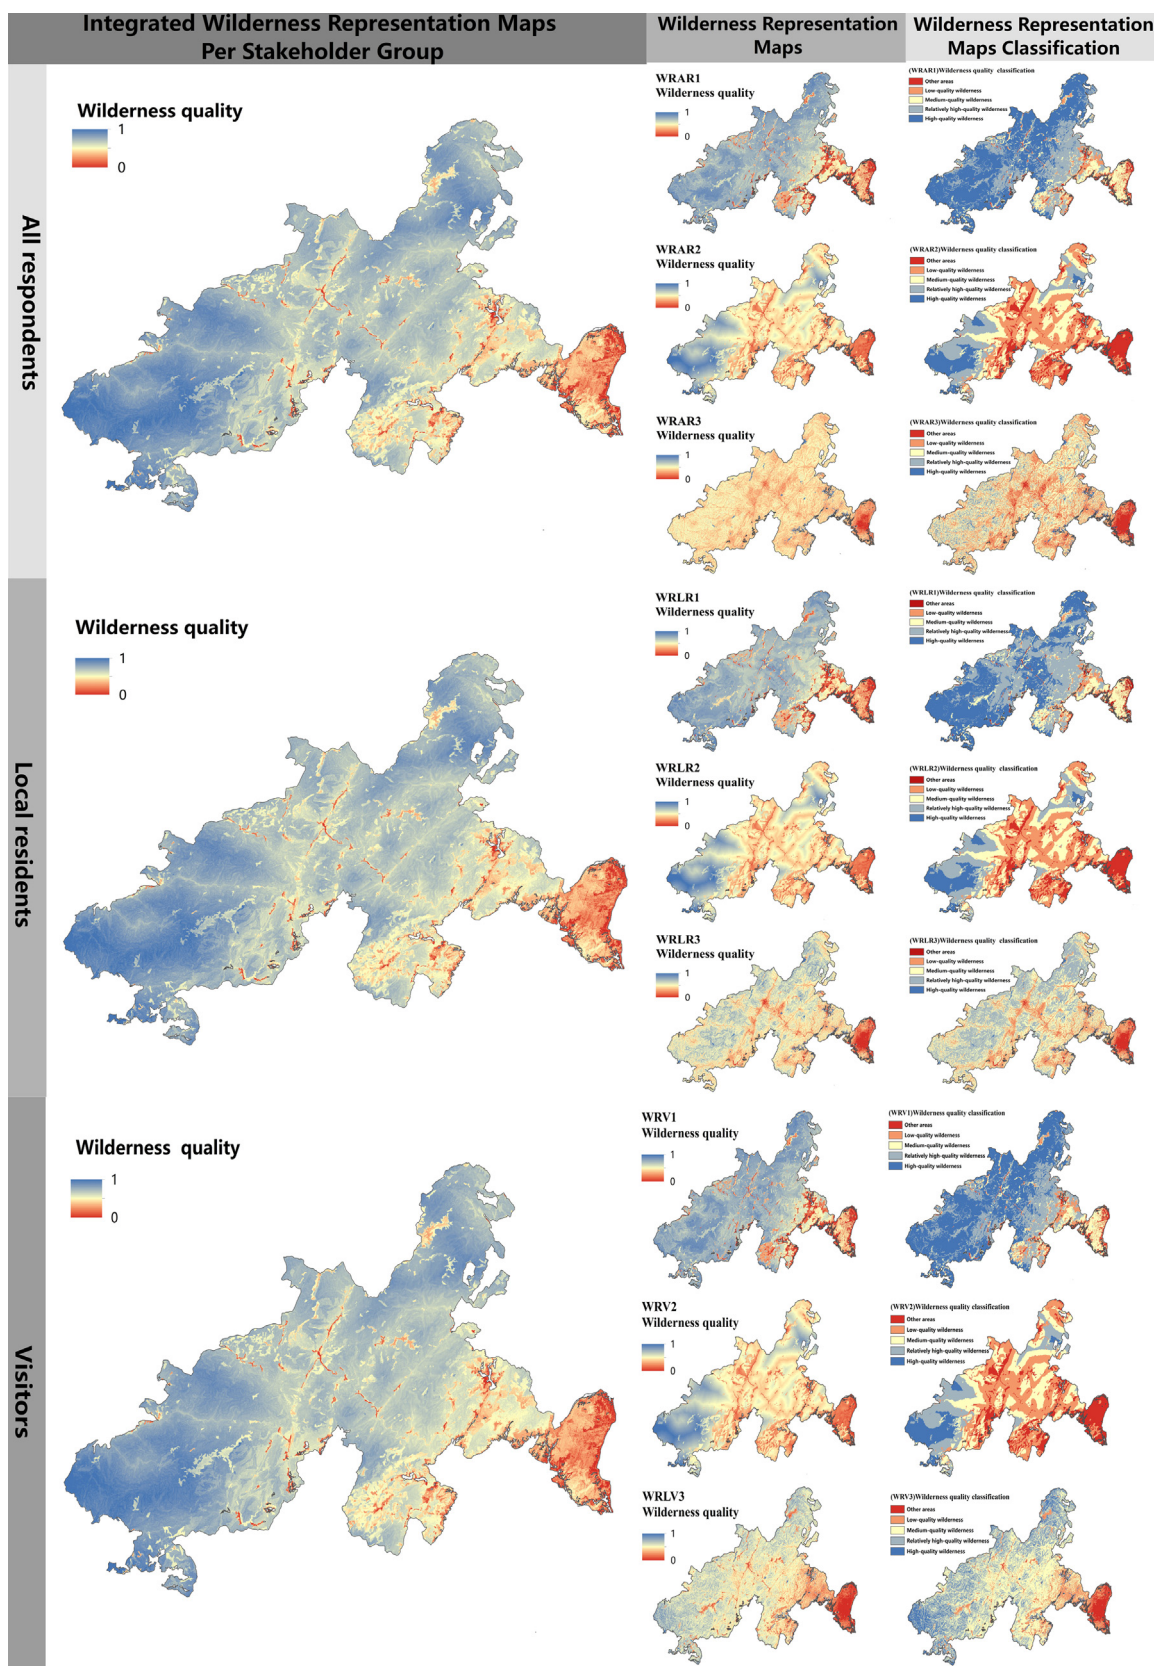 Integrated Wilderness Representation Maps
Per Stakeholder Group
Wilderness Representation
Maps
Wilderness Representation
Maps Classification
All respondents
Wilderness quality
1
0
WRAR1
Wilderness quality
1
0
(WRAR1)Wilderness quality classification
Other areas
Low-quality wilderness
Medium-quality wilderness
Relatively high-quality wilderness
High-quality wilderness
WRAR2
Wilderness quality
1
0
(WRAR2)Wilderness quality classification
Other areas
Low-quality wilderness
Medium-quality wilderness
Relatively high-quality wilderness
High-quality wilderness
WRAR3
Wilderness quality
1
0
(WRAR3)Wilderness quality classification
Other areas
Low-quality wilderness
Medium-quality wilderness
Relatively high-quality wilderness
High-quality wilderness
Local residents
Wilderness quality
1
0
WRLR1
Wilderness quality
1
0
(WRLR1)Wilderness quality classification
Other areas
Low-quality wilderness
Medium-quality wilderness
Relatively high-quality wilderness
High-quality wilderness
WRLR2
Wilderness quality
1
0
(WRLR2)Wilderness quality classification
Other areas
Low-quality wilderness
Medium-quality wilderness
Relatively high-quality wilderness
High-quality wilderness
WRLR3
Wilderness quality
1
0
(WRLR3)Wilderness quality classification
Other areas
Low-quality wilderness
Medium-quality wilderness
Relatively high-quality wilderness
High-quality wilderness
Visitors
Wilderness quality
1
0
WRV1
Wilderness quality
1
0
(WRV1)Wilderness quality classification
Other areas
Low-quality wilderness
Medium-quality wilderness
Relatively high-quality wilderness
High-quality wilderness
WRV2
Wilderness quality
1
0
(WRV2)Wilderness quality classification
Other areas
Low-quality wilderness
Medium-quality wilderness
Relatively high-quality wilderness
High-quality wilderness
WRLV3
Wilderness quality
1
0
(WRV3)Wilderness quality classification
Other areas
Low-quality wilderness
Medium-quality wilderness
Relatively high-quality wilderness
High-quality wilderness